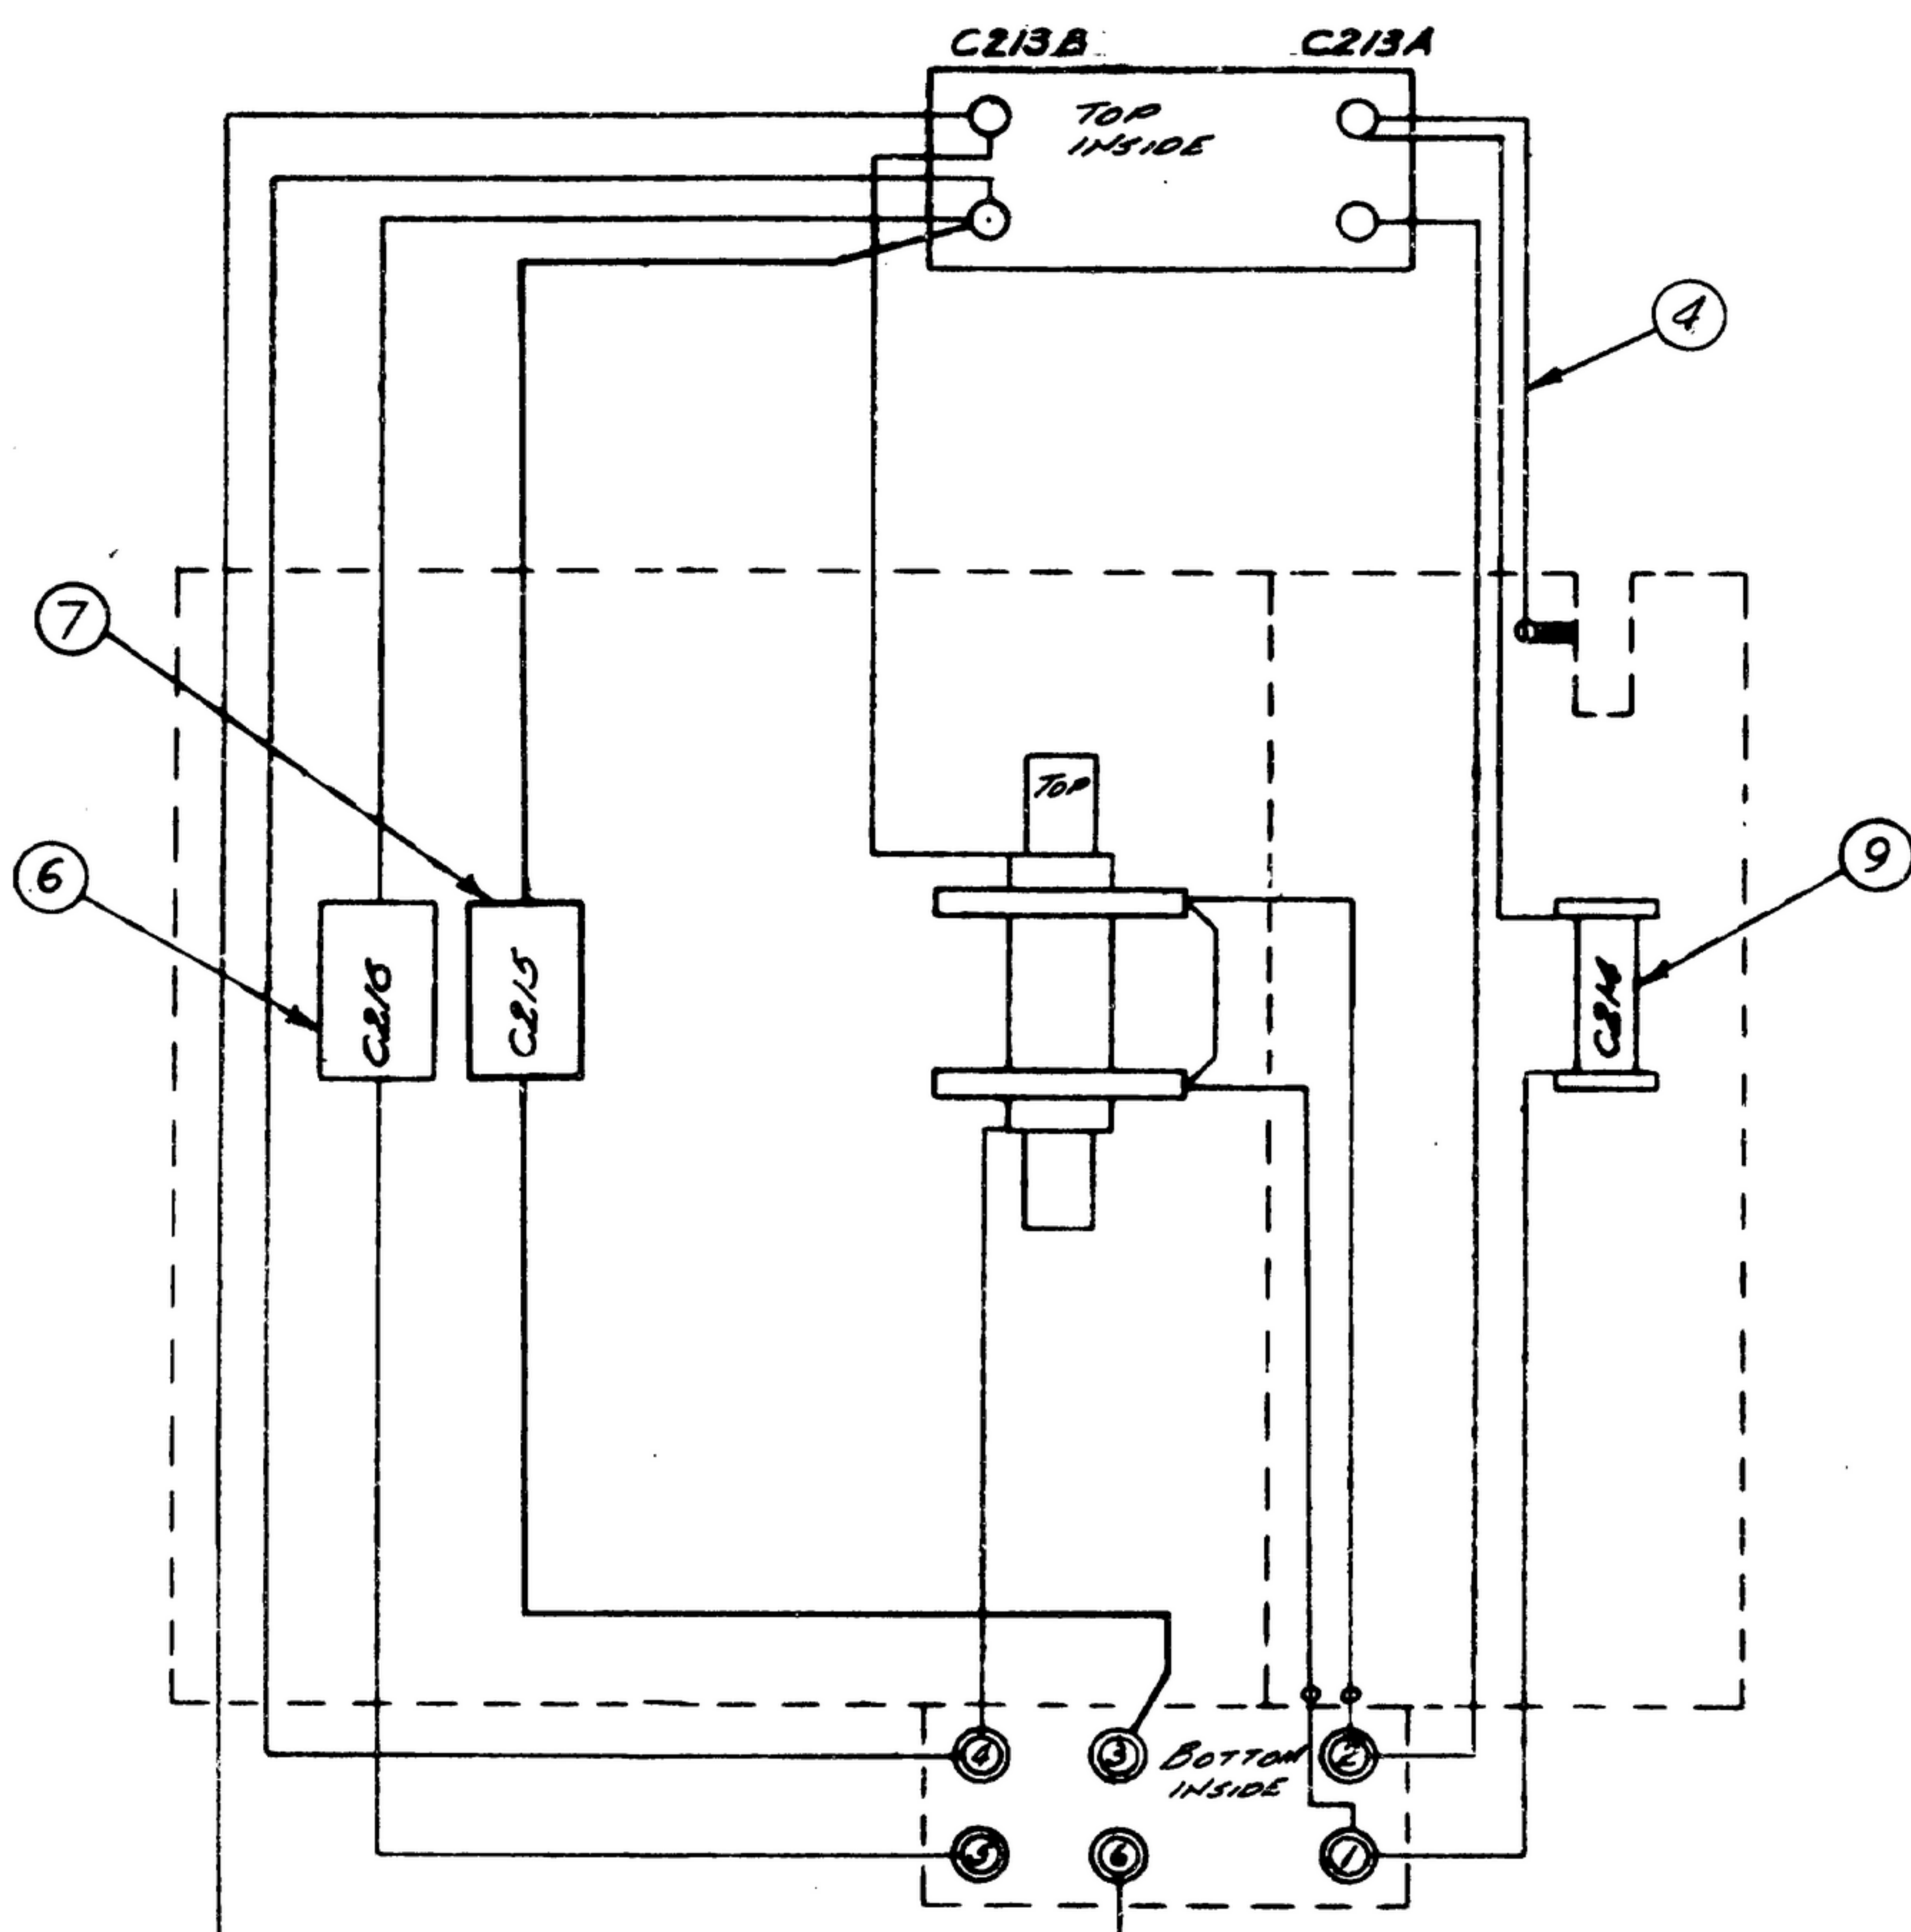 C213B
C213A
TOP
INSIDE
4
7
TOP
6
9
C216
C215
C214
4
3
BOTTOM
INSIDE
2
5
6
1